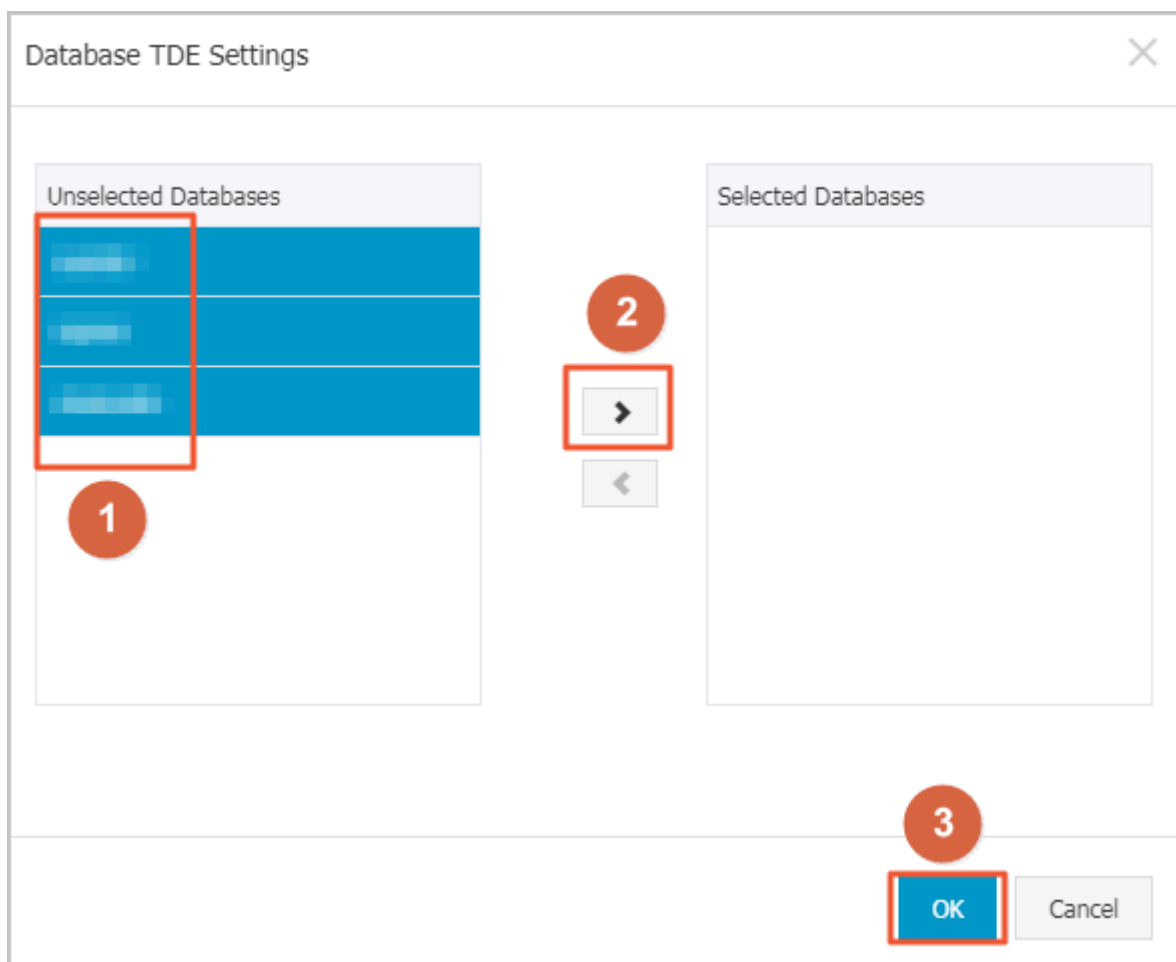 Database TDE Settings
Unselected Databases
Selected Databases
2
1
3
OK
Cancel